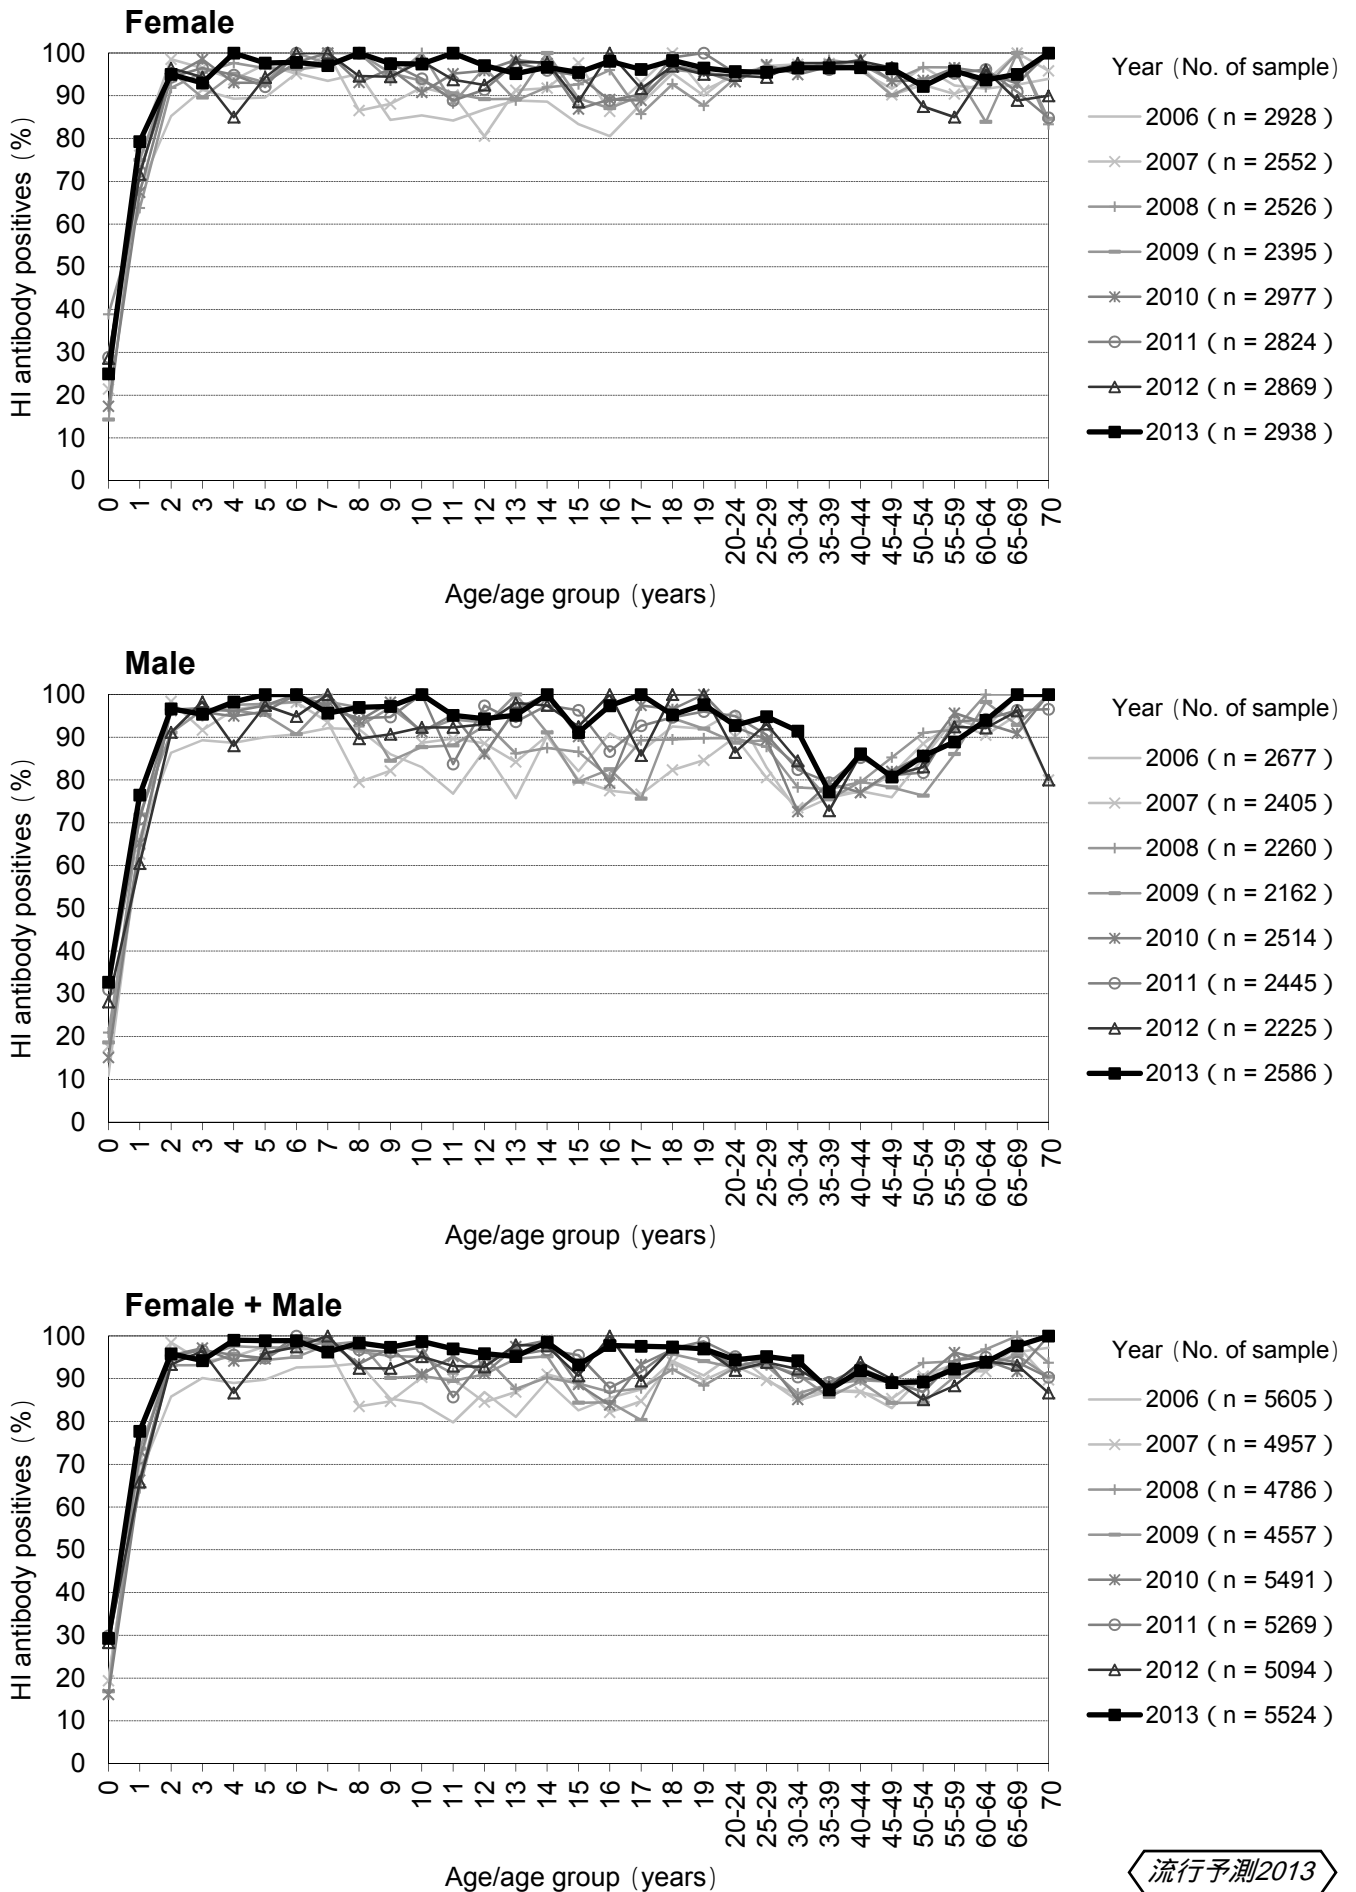 Female
HI antibody positives (%)
100
90
80
70
60
50
40
30
20
10
0
0 1 2 3 4 5 6 7 8 9 10 11 12 13 14 15 16 17 18 19 20-24 25-29 30-34 35-39 40-44 45-49 50-54 55-59 60-64 65-69 70
Age/age group (years)
Year (No. of sample)
2006 ( n = 2928 )
2007 ( n = 2552 )
2008 ( n = 2526 )
2009 ( n = 2395 )
2010 ( n = 2977 )
2011 ( n = 2824 )
2012 ( n = 2869 )
2013 ( n = 2938 )
Male
HI antibody positives (%)
100
90
80
70
60
50
40
30
20
10
0
0 1 2 3 4 5 6 7 8 9 10 11 12 13 14 15 16 17 18 19 20-24 25-29 30-34 35-39 40-44 45-49 50-54 55-59 60-64 65-69 70
Age/age group (years)
Year (No. of sample)
2006 ( n = 2677 )
2007 ( n = 2405 )
2008 ( n = 2260 )
2009 ( n = 2162 )
2010 ( n = 2514 )
2011 ( n = 2445 )
2012 ( n = 2225 )
2013 ( n = 2586 )
Female + Male
HI antibody positives (%)
100
90
80
70
60
50
40
30
20
10
0
0 1 2 3 4 5 6 7 8 9 10 11 12 13 14 15 16 17 18 19 20-24 25-29 30-34 35-39 40-44 45-49 50-54 55-59 60-64 65-69 70
Age/age group (years)
Year (No. of sample)
2006 ( n = 5605 )
2007 ( n = 4957 )
2008 ( n = 4786 )
2009 ( n = 4557 )
2010 ( n = 5491 )
2011 ( n = 5269 )
2012 ( n = 5094 )
2013 ( n = 5524 )
流行予測2013